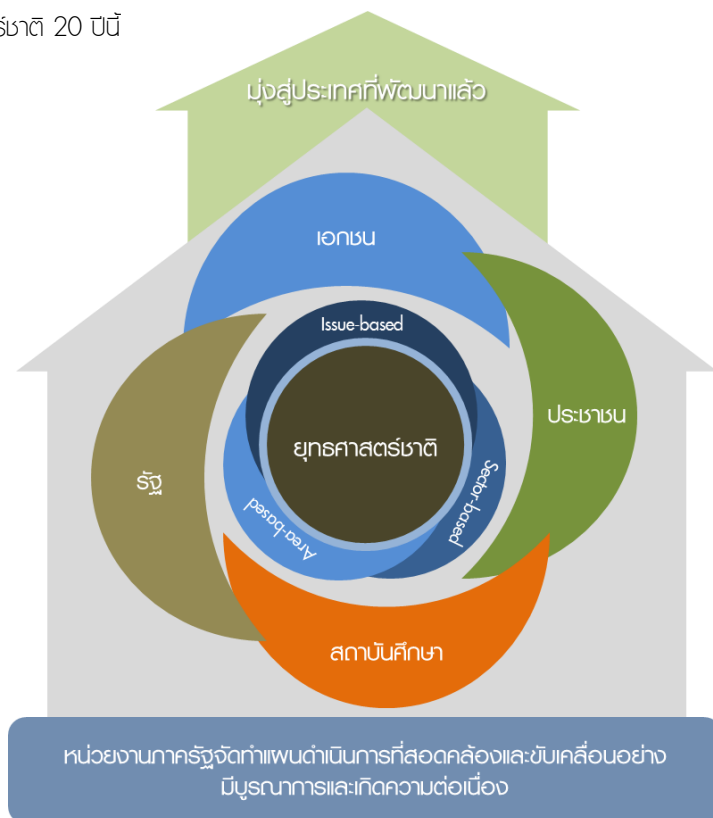 ชาติ 20 ปีนี้
มุ่งสู่ประเทศที่พัฒนาแล้ว
เอกชน
Issue-based
ประชาชน
ยุทธศาสตร์ชาติ
รัฐ
Sector-based
Area-based
สถาบันศึกษา
หน่วยงานภาครัฐจัดทำแผนดำเนินการที่สอดคล้องและขับเคลื่อนอย่าง
มีบูรณาการและเกิดความต่อเนื่อง